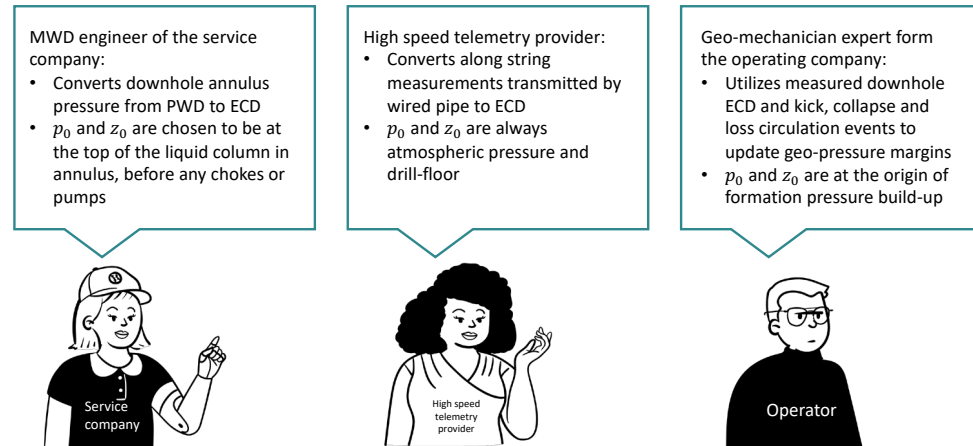 MWD engineer of the service
company:
• Converts downhole annulus
pressure from PWD to ECD
• 𝑝₀ and 𝑧₀ are chosen to be at
the top of the liquid column in
annulus, before any chokes or
pumps
High speed telemetry provider:
• Converts along string
measurements transmitted by
wired pipe to ECD
• 𝑝₀ and 𝑧₀ are always
atmospheric pressure and
drill-floor
Geo-mechanician expert form
the operating company:
• Utilizes measured downhole
ECD and kick, collapse and
loss circulation events to
update geo-pressure margins
• 𝑝₀ and 𝑧₀ are at the origin of
formation pressure build-up
Service
company
High speed
telemetry
provider
Operator